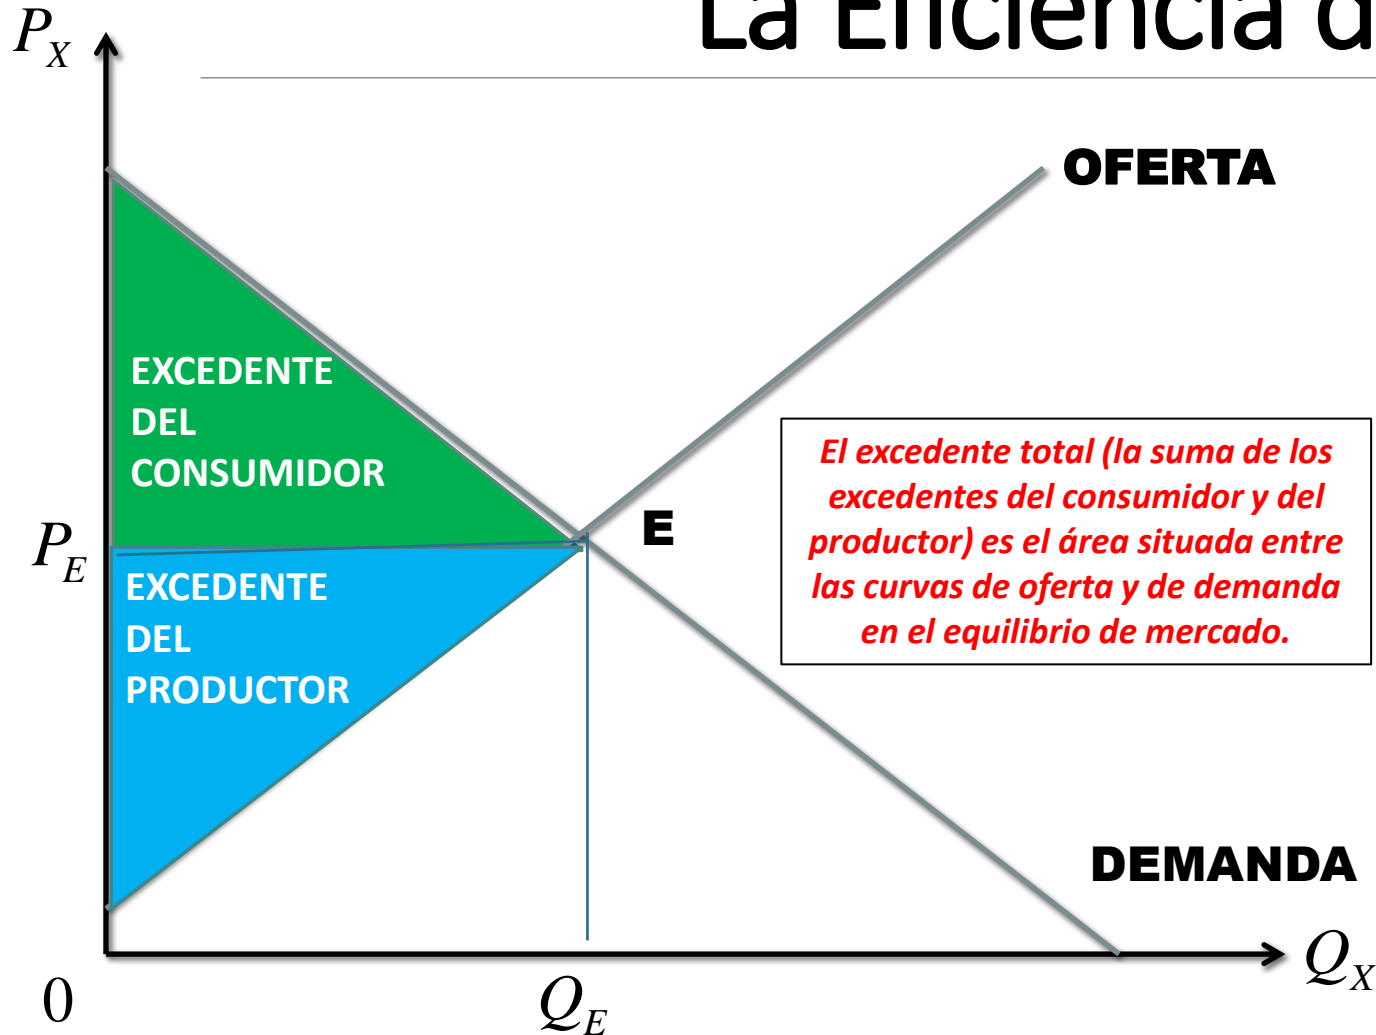 La Eficiencia d
P_X
OFERTA
EXCEDENTE
DEL
CONSUMIDOR
El excedente total (la suma de los
excedentes del consumidor y del
productor) es el área situada entre
las curvas de oferta y de demanda
en el equilibrio de mercado.
E
P_E
EXCEDENTE
DEL
PRODUCTOR
DEMANDA
Q_X
0
Q_E